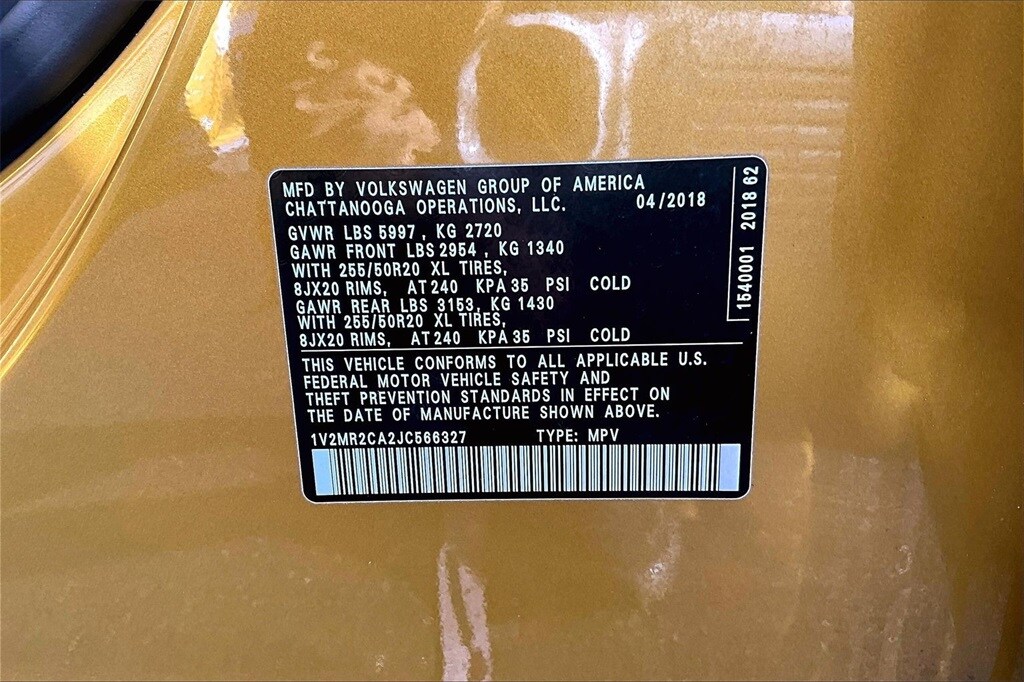 MFD BY VOLKSWAGEN GROUP OF AMERICA
CHATTANOOGA OPERATIONS, LLC. 04/2018
GVWR LBS 5997 , KG 2720
GAWR FRONT LBS 2954 , KG 1340
WITH 255/50R20 XL TIRES,
8JX20 RIMS, AT 240 KPA 35 PSI COLD
GAWR REAR LBS 3153, KG 1430
WITH 255/50R20 XL TIRES,
8JX20 RIMS, AT 240 KPA 35 PSI COLD
THIS VEHICLE CONFORMS TO ALL APPLICABLE U.S.
FEDERAL MOTOR VEHICLE SAFETY AND
THEFT PREVENTION STANDARDS IN EFFECT ON
THE DATE OF MANUFACTURE SHOWN ABOVE.
1V2MR2CA2JC566327 TYPE: MPV
1540001 2018 62